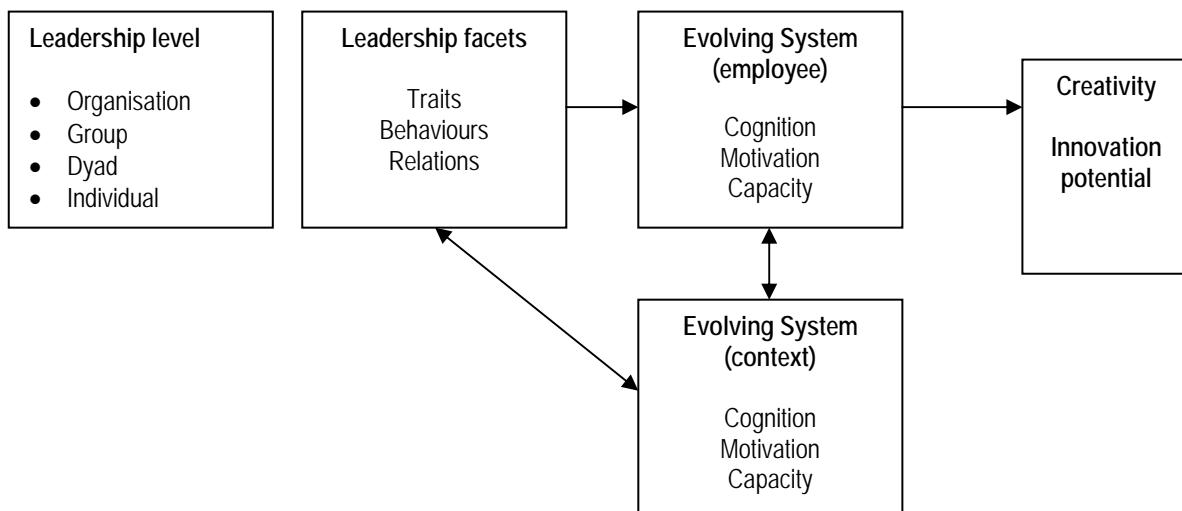 Leadership level
• Organisation
• Group
• Dyad
• Individual
Leadership facets
Traits
Behaviours
Relations
Evolving System
(employee)
Cognition
Motivation
Capacity
Creativity
Innovation
potential
Evolving System
(context)
Cognition
Motivation
Capacity